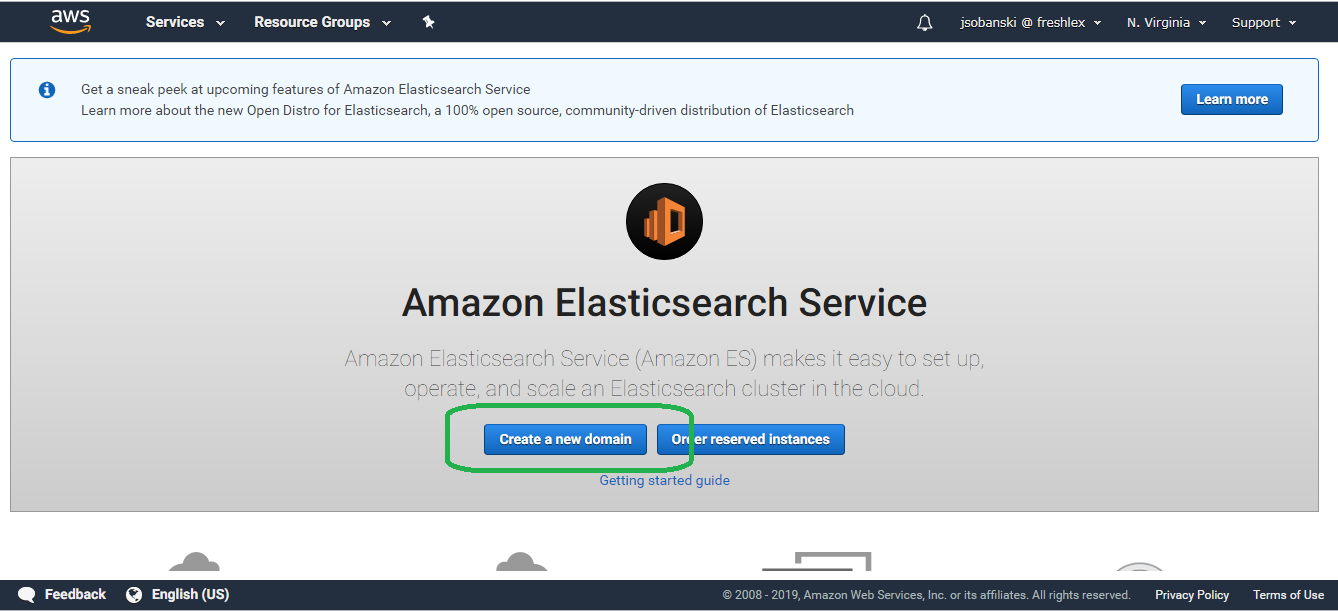 aws Services Resource Groups jsobanski @ freshlex N. Virginia Support
Get a sneak peek at upcoming features of Amazon Elasticsearch Service
Learn more about the new Open Distro for Elasticsearch, a 100% open source, community-driven distribution of Elasticsearch
Learn more
Amazon Elasticsearch Service
Amazon Elasticsearch Service (Amazon ES) makes it easy to set up,
operate, and scale an Elasticsearch cluster in the cloud.
Create a new domain Order reserved instances
Getting started guide
Feedback English (US) © 2008 - 2019, Amazon Web Services, Inc. or its affiliates. All rights reserved. Privacy Policy Terms of Use